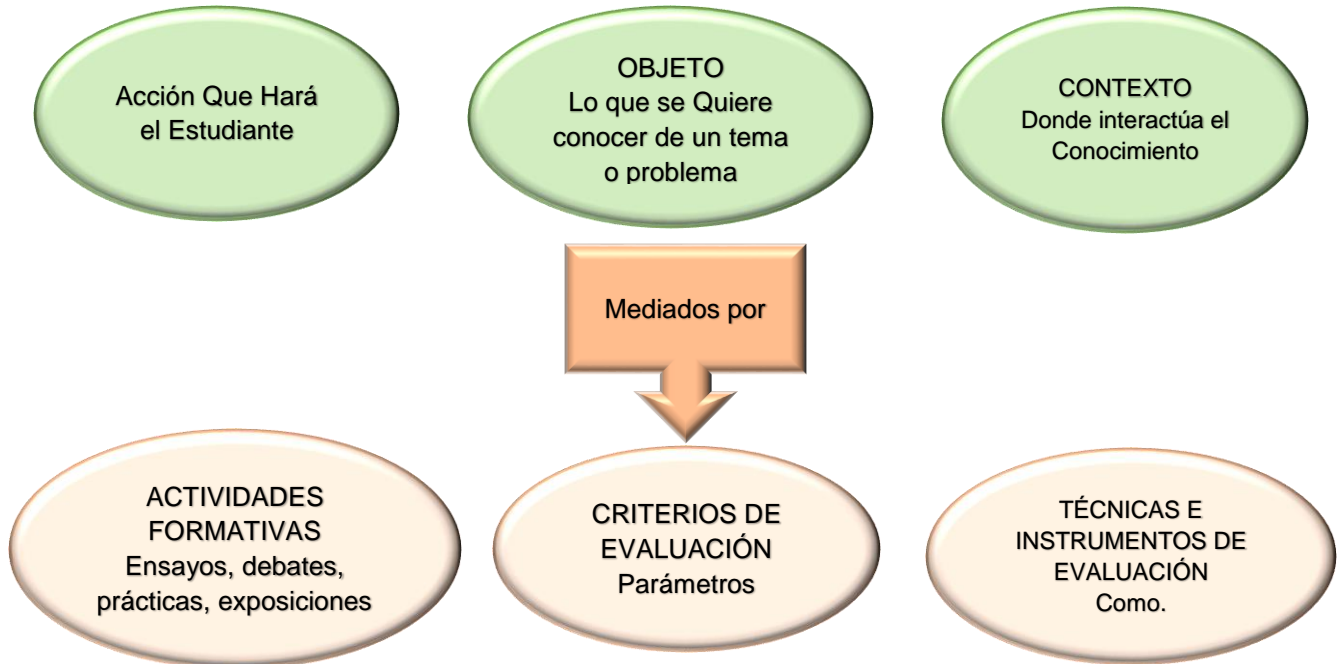 Acción Que Hará
el Estudiante
OBJETO
Lo que se Quiere
conocer de un tema
o problema
CONTEXTO
Donde interactúa el
Conocimiento
Mediados por
ACTIVIDADES
FORMATIVAS
Ensayos, debates,
prácticas, exposiciones
CRITERIOS DE
EVALUACIÓN
Parámetros
TÉCNICAS E
INSTRUMENTOS DE
EVALUACIÓN
Como.